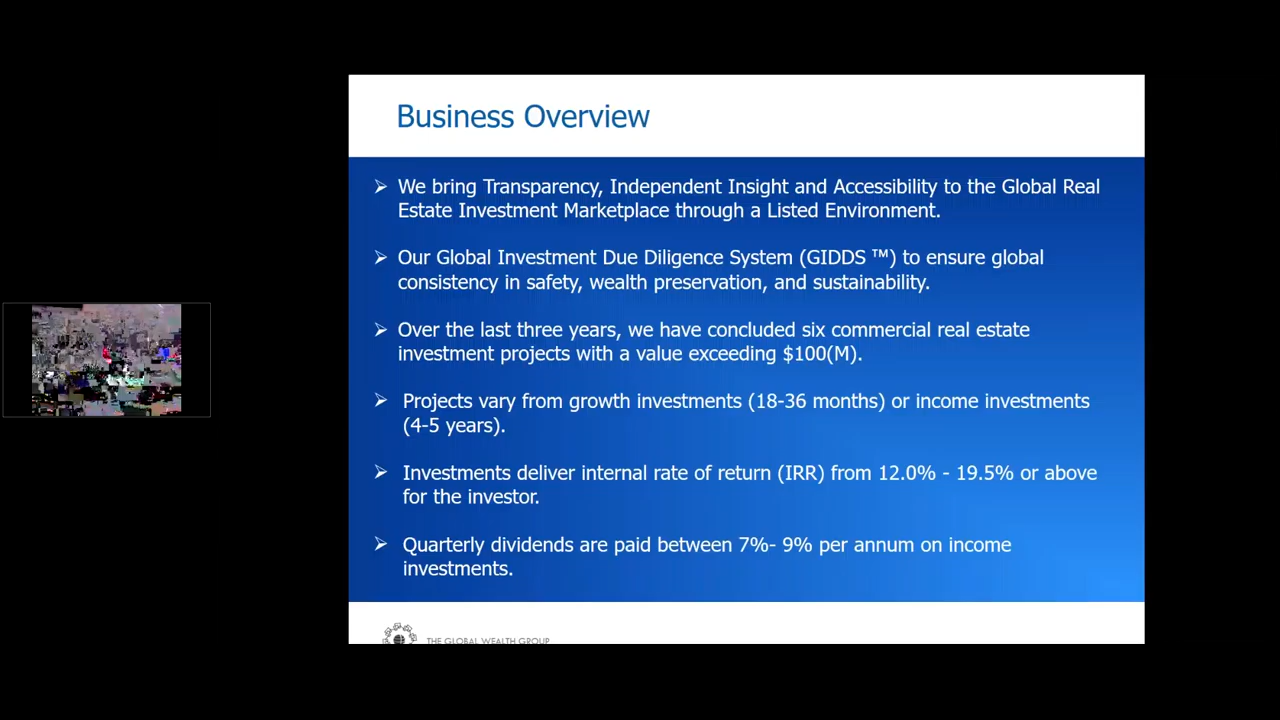 Business Overview
➢ We bring Transparency, Independent Insight and Accessibility to the Global Real
Estate Investment Marketplace through a Listed Environment.
➢ Our Global Investment Due Diligence System (GIDDS ™) to ensure global
consistency in safety, wealth preservation, and sustainability.
➢ Over the last three years, we have concluded six commercial real estate
investment projects with a value exceeding $100(M).
➢ Projects vary from growth investments (18-36 months) or income investments
(4-5 years).
➢ Investments deliver internal rate of return (IRR) from 12.0% - 19.5% or above
for the investor.
➢ Quarterly dividends are paid between 7%- 9% per annum on income
investments.
THE GLOBAL WEALTH GROUP